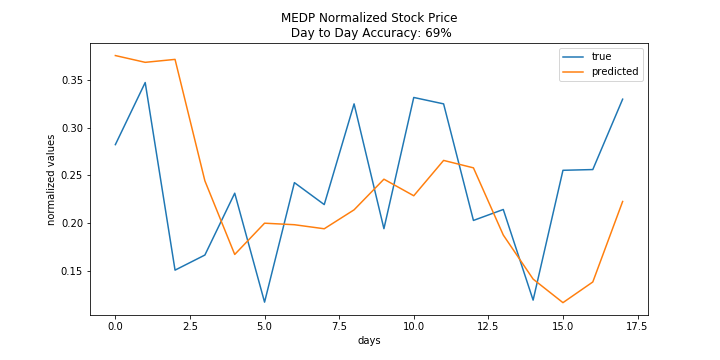 MEDP Normalized Stock Price
Day to Day Accuracy: 69%
true
predicted
normalized values
0.35
0.30
0.25
0.20
0.15
0.0 2.5 5.0 7.5 10.0 12.5 15.0 17.5
days